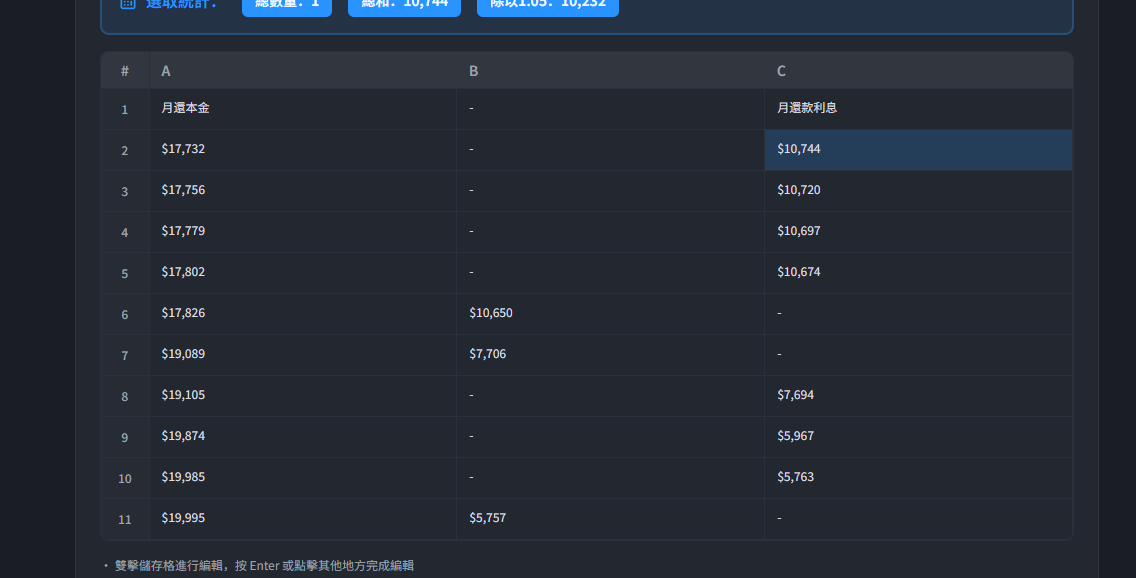 選取統計： 總數量：1 總和：10,744 除以1.05：10,232
# A B C
1 月還本金 - 月還款利息
2 $17,732 - $10,744
3 $17,756 - $10,720
4 $17,779 - $10,697
5 $17,802 - $10,674
6 $17,826 $10,650 -
7 $19,089 $7,706 -
8 $19,105 - $7,694
9 $19,874 - $5,967
10 $19,985 - $5,763
11 $19,995 $5,757 -
• 雙擊儲存格進行編輯，按 Enter 或點擊其他地方完成編輯